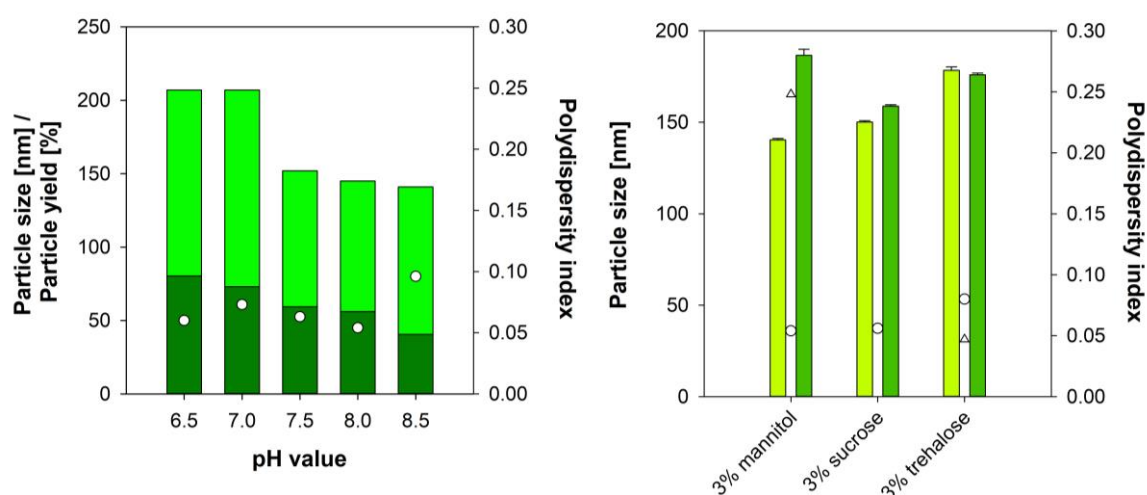 250
200
150
100
50
0
Particle size [nm] /
Particle yield [%]
0.30
0.25
0.20
0.15
0.10
0.05
0.00
Polydispersity index
6.5 7.0 7.5 8.0 8.5
pH value
200
150
100
50
0
Particle size [nm]
0.30
0.25
0.20
0.15
0.10
0.05
0.00
Polydispersity index
3% mannitol
3% sucrose
3% trehalose